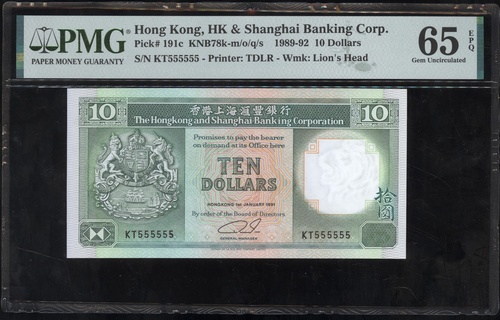 PMG
PAPER MONEY GUARANTY
Hong Kong, HK & Shanghai Banking Corp.
Pick# 191c KNB78k-m/o/q/s 1989-92 10 Dollars
S/N KT555555 - Printer: TDLR - Wmk: Lion's Head
65 EPQ
Gem Uncirculated
10
香港上海滙豐銀行
10
The Hongkong and Shanghai Banking Corporation
Promises to pay the bearer
on demand at its Office here
TEN
DOLLARS
HONGKONG 1st JANUARY 1991
By order of the Board of Directors
拾圓
KT555555
KT555555
GENERAL MANAGER